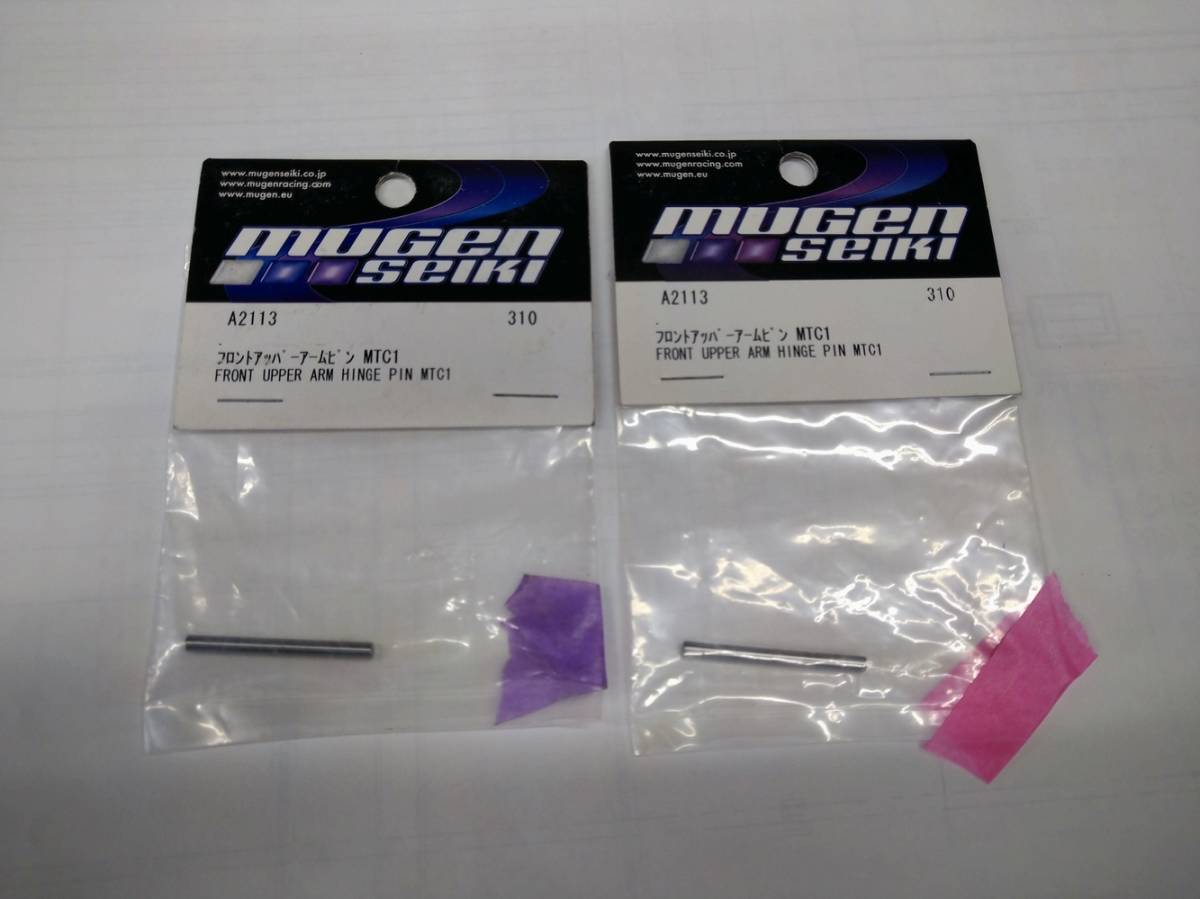 www.mugenseiki.co.jp
www.mugenracing.com
www.mugen.eu
mugen
seiki
A2113 310
フロントアッパーアームピン MTC1
FRONT UPPER ARM HINGE PIN MTC1
www.mugenseiki.co.jp
www.mugenracing.com
www.mugen.eu
mugen
seiki
A2113 310
フロントアッパーアームピン MTC1
FRONT UPPER ARM HINGE PIN MTC1